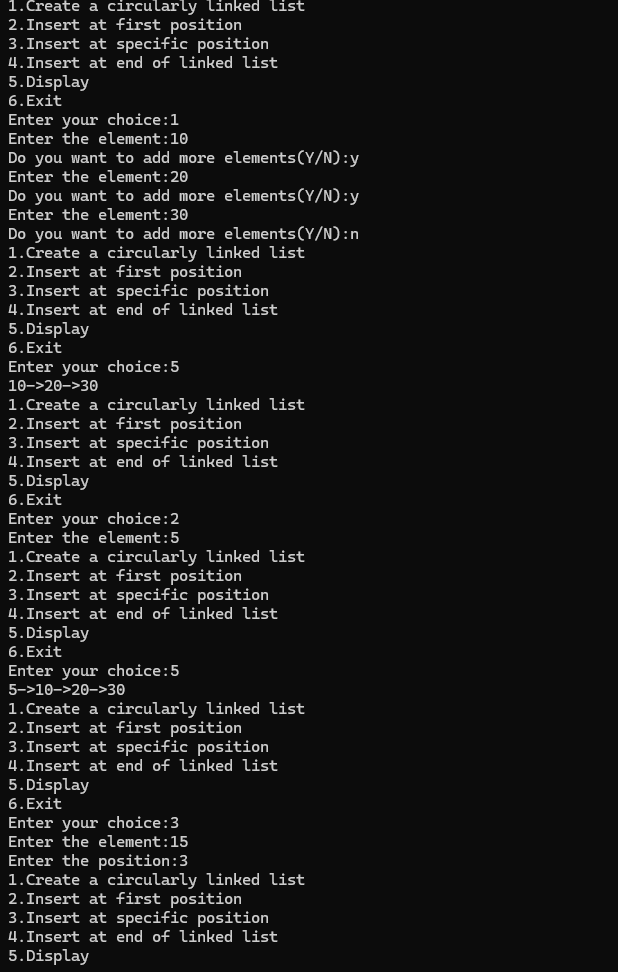 1.Create a circularly linked list
2.Insert at first position
3.Insert at specific position
4.Insert at end of linked list
5.Display
6.Exit
Enter your choice:1
Enter the element:10
Do you want to add more elements(Y/N):y
Enter the element:20
Do you want to add more elements(Y/N):y
Enter the element:30
Do you want to add more elements(Y/N):n
1.Create a circularly linked list
2.Insert at first position
3.Insert at specific position
4.Insert at end of linked list
5.Display
6.Exit
Enter your choice:5
10->20->30
1.Create a circularly linked list
2.Insert at first position
3.Insert at specific position
4.Insert at end of linked list
5.Display
6.Exit
Enter your choice:2
Enter the element:5
1.Create a circularly linked list
2.Insert at first position
3.Insert at specific position
4.Insert at end of linked list
5.Display
6.Exit
Enter your choice:5
5->10->20->30
1.Create a circularly linked list
2.Insert at first position
3.Insert at specific position
4.Insert at end of linked list
5.Display
6.Exit
Enter your choice:3
Enter the element:15
Enter the position:3
1.Create a circularly linked list
2.Insert at first position
3.Insert at specific position
4.Insert at end of linked list
5.Display